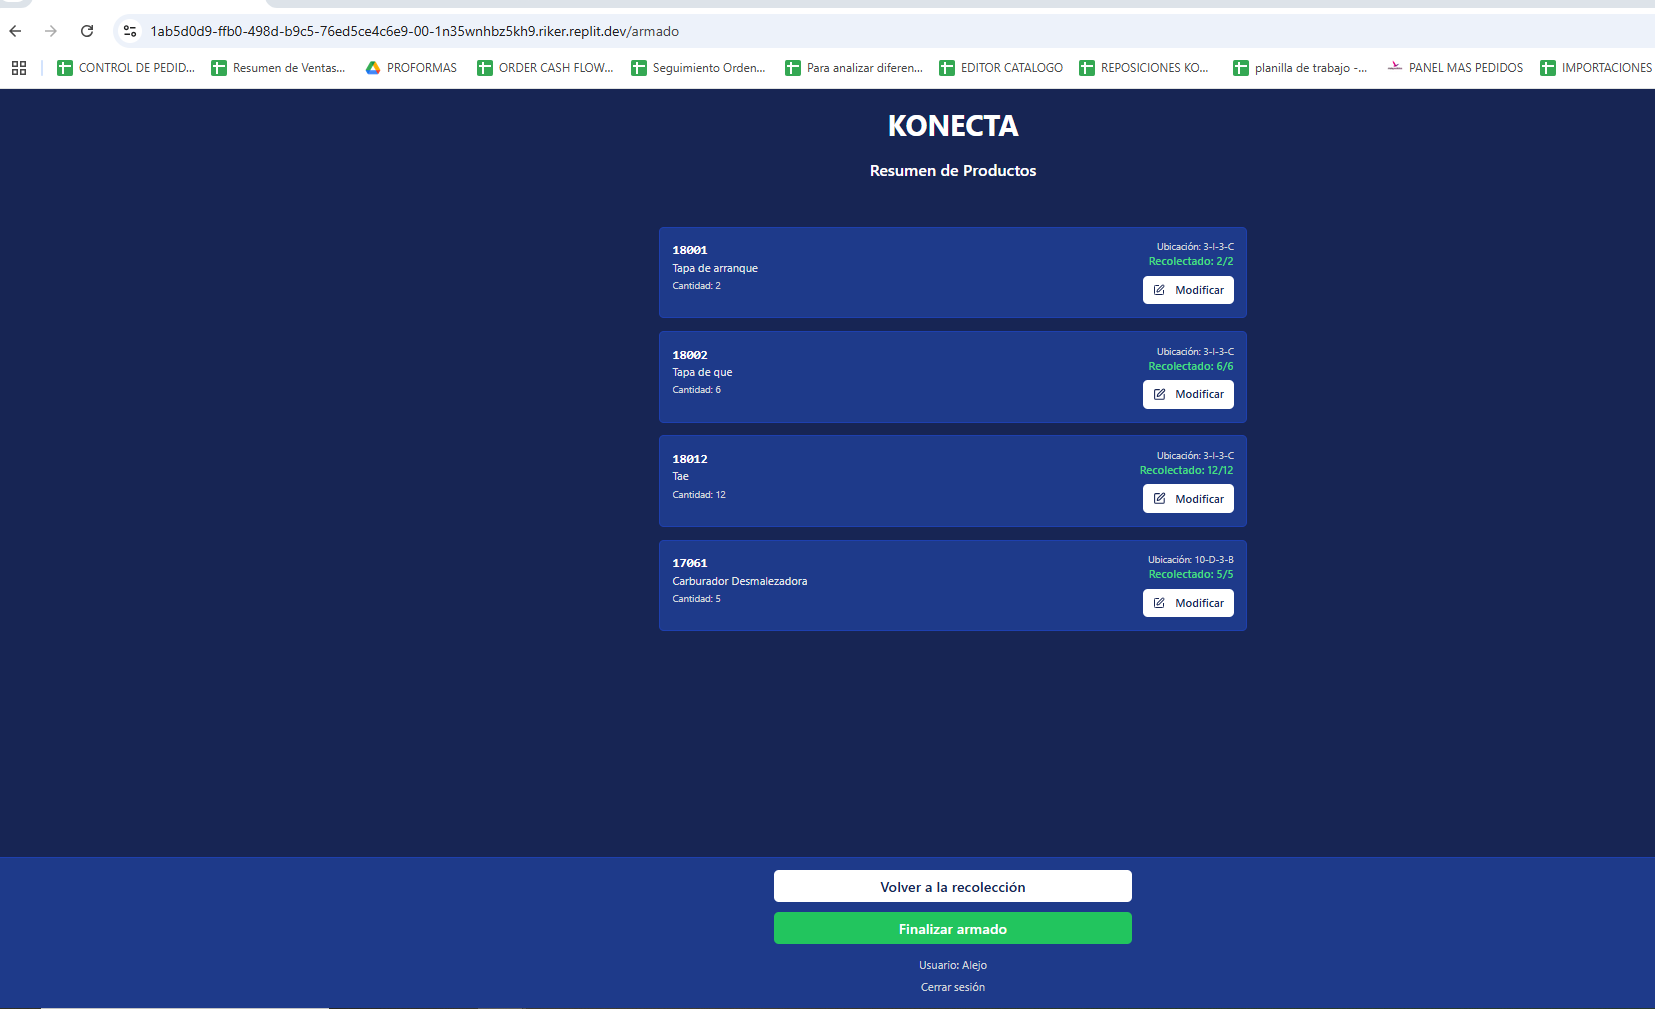 1ab5d0d9-ffb0-498d-b9c5-76ed5ce4c6e9-00-1n35wnhbz5kh9.riker.replit.dev/armado
CONTROL DE PEDID... Resumen de Ventas... PROFORMAS ORDER CASH FLOW... Seguimiento Orden... Para analizar diferen... EDITOR CATALOGO REPOSICIONES KO... planilla de trabajo -... PANEL MAS PEDIDOS IMPORTACIONES
KONECTA
Resumen de Productos
18001
Tapa de arranque
Cantidad: 2
Ubicación: 3-I-3-C
Recolectado: 2/2
Modificar
18002
Tapa de que
Cantidad: 6
Ubicación: 3-I-3-C
Recolectado: 6/6
Modificar
18012
Tae
Cantidad: 12
Ubicación: 3-I-3-C
Recolectado: 12/12
Modificar
17061
Carburador Desmalezadora
Cantidad: 5
Ubicación: 10-D-3-B
Recolectado: 5/5
Modificar
Volver a la recolección
Finalizar armado
Usuario: Alejo
Cerrar sesión